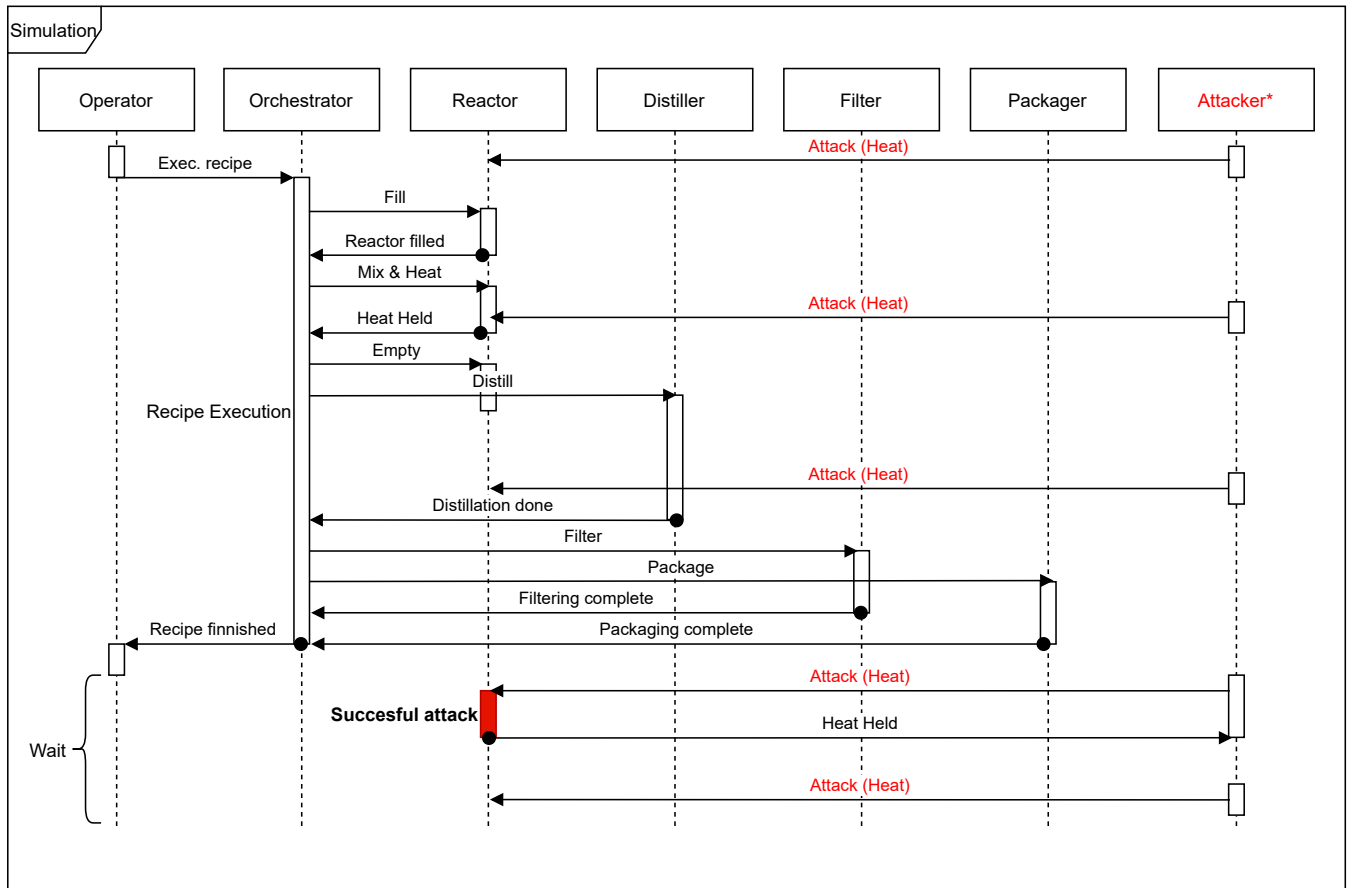 Simulation
Operator
Orchestrator
Reactor
Distiller
Filter
Packager
Attacker*
Attack (Heat)
Exec. recipe
Fill
Reactor filled
Mix & Heat
Attack (Heat)
Heat Held
Empty
Distill
Recipe Execution
Attack (Heat)
Distillation done
Filter
Package
Filtering complete
Recipe finnished
Packaging complete
Attack (Heat)
Succesful attack
Heat Held
Wait
Attack (Heat)